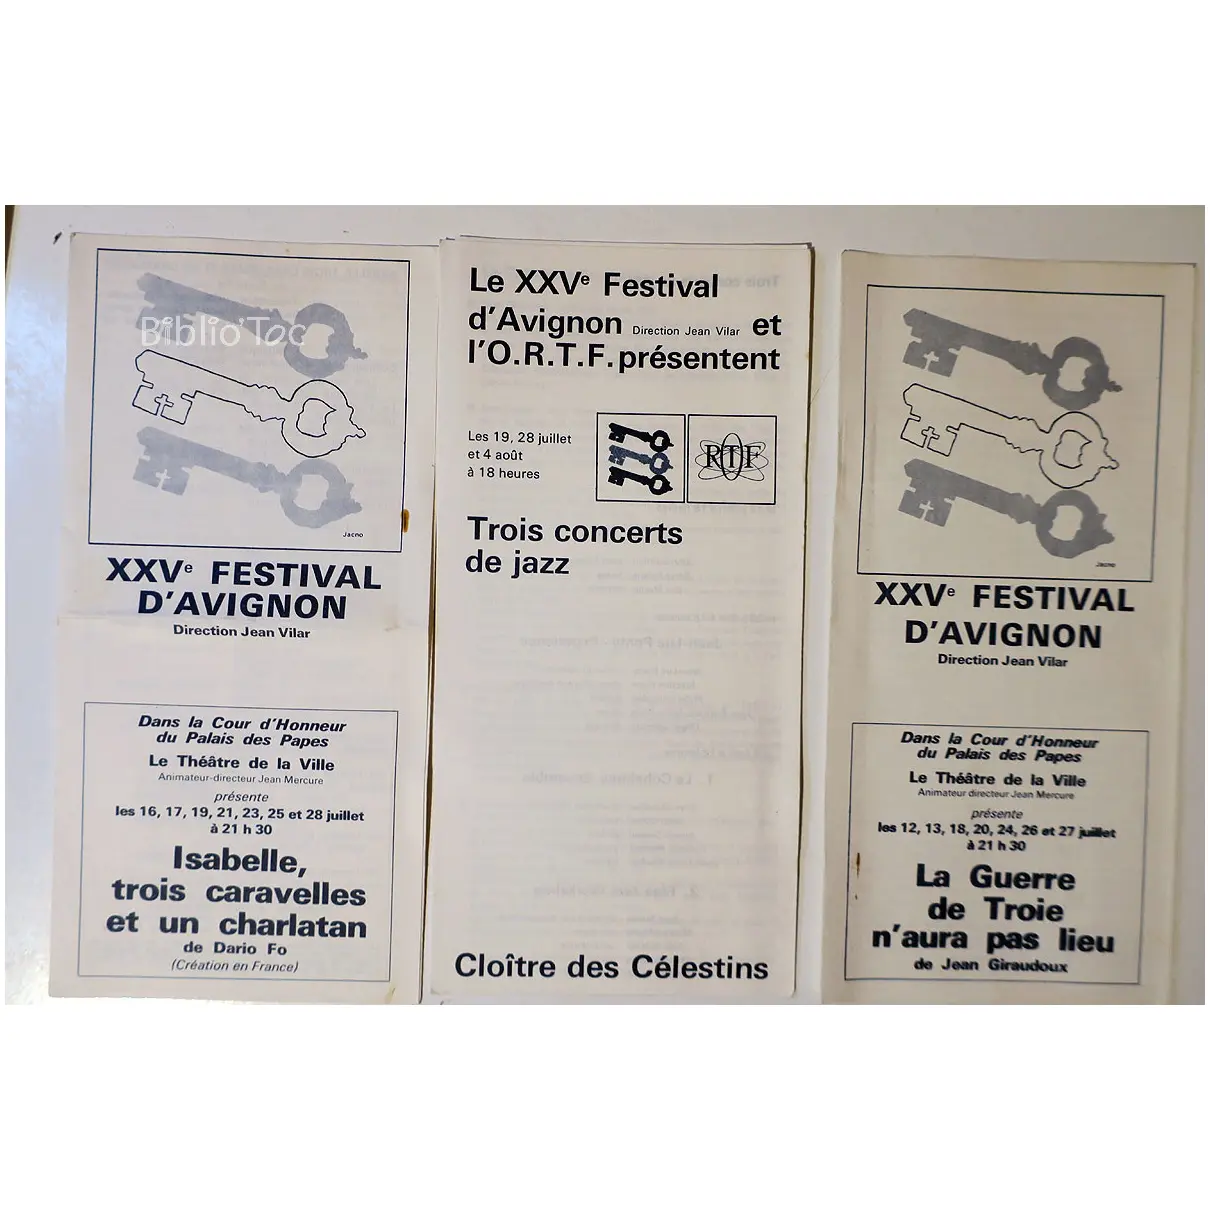 Biblio'Toc
Jacno
XXVe FESTIVAL
D'AVIGNON
Direction Jean Vilar
Dans la Cour d'Honneur
du Palais des Papes
Le Théâtre de la Ville
Animateur-directeur Jean Mercure
présente
les 16, 17, 19, 21, 23, 25 et 28 juillet
à 21 h 30
Isabelle,
trois caravelles
et un charlatan
de Dario Fo
(Création en France)
Le XXVe Festival
d'Avignon Direction Jean Vilar et
l'O.R.T.F. présentent
Les 19, 28 juillet
et 4 août
à 18 heures
RTF
Trois concerts
de jazz
Cloître des Célestins
Jacno
XXVe FESTIVAL
D'AVIGNON
Direction Jean Vilar
Dans la Cour d'Honneur
du Palais des Papes
Le Théâtre de la Ville
Animateur directeur Jean Mercure
présente
les 12, 13, 18, 20, 24, 26 et 27 juillet
à 21 h 30
La Guerre
de Troie
n'aura pas lieu
de Jean Giraudoux